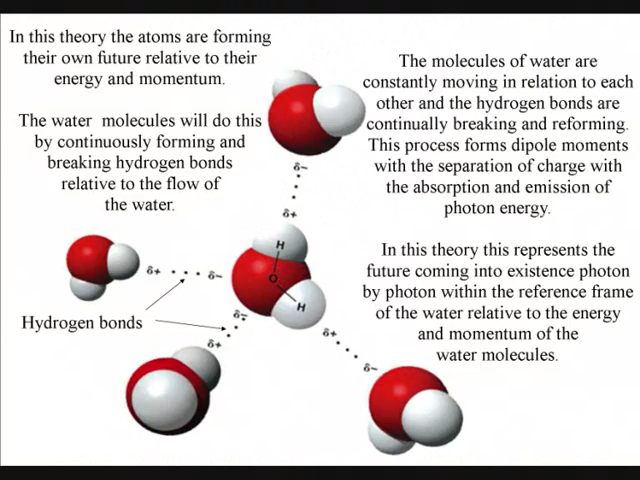 In this theory the atoms are forming
their own future relative to their
energy and momentum.
The water molecules will do this
by continuously forming and
breaking hydrogen bonds
relative to the flow of
the water.
The molecules of water are
constantly moving in relation to each
other and the hydrogen bonds are
continually breaking and reforming.
This process forms dipole moments
with the separation of charge with
the absorption and emission of
photon energy.
In this theory this represents the
future coming into existence photon
by photon within the reference frame
of the water relative to the energy
and momentum of the
water molecules.
δ−
δ+
H
O
H
δ+
δ−
δ−
δ+
δ+
δ−
Hydrogen bonds